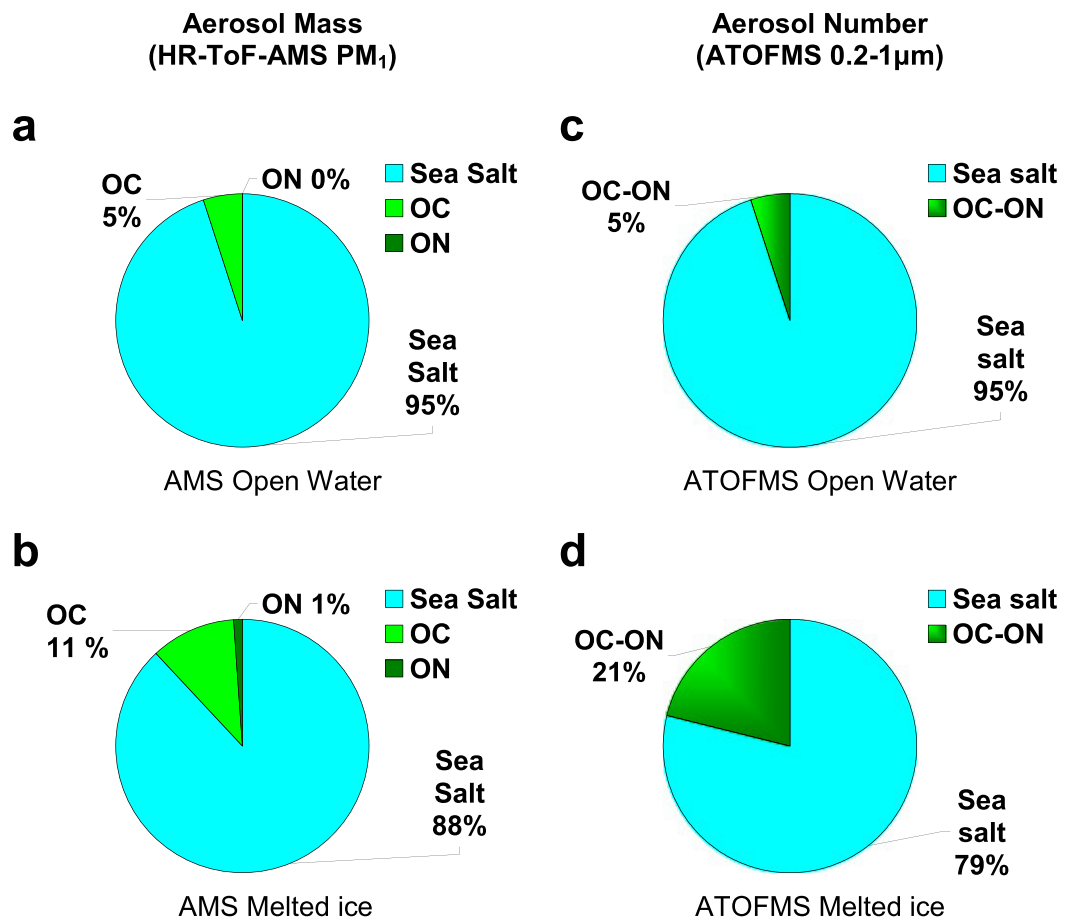 Aerosol Mass
(HR-ToF-AMS PM₁)
Aerosol Number
(ATOFMS 0.2-1µm)
a
OC
5%
ON 0%
Sea Salt
OC
ON
Sea
Salt
95%
AMS Open Water
c
OC-ON
5%
Sea salt
OC-ON
Sea
salt
95%
ATOFMS Open Water
b
OC
11 %
ON 1%
Sea Salt
OC
ON
Sea
Salt
88%
AMS Melted ice
d
OC-ON
21%
Sea salt
OC-ON
Sea
salt
79%
ATOFMS Melted ice